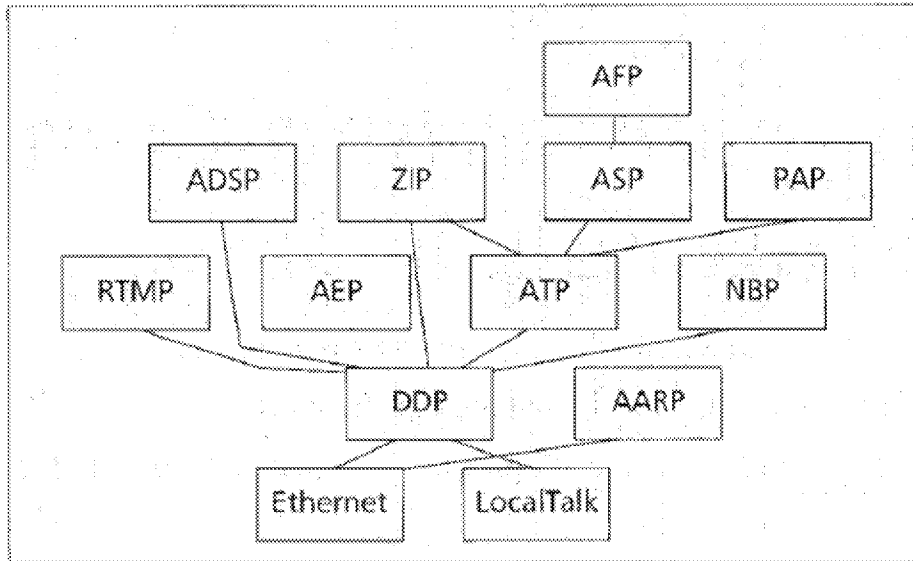 AFP
ADSP ZIP ASP PAP
RTMP AEP ATP NBP
DDP AARP
Ethernet LocalTalk